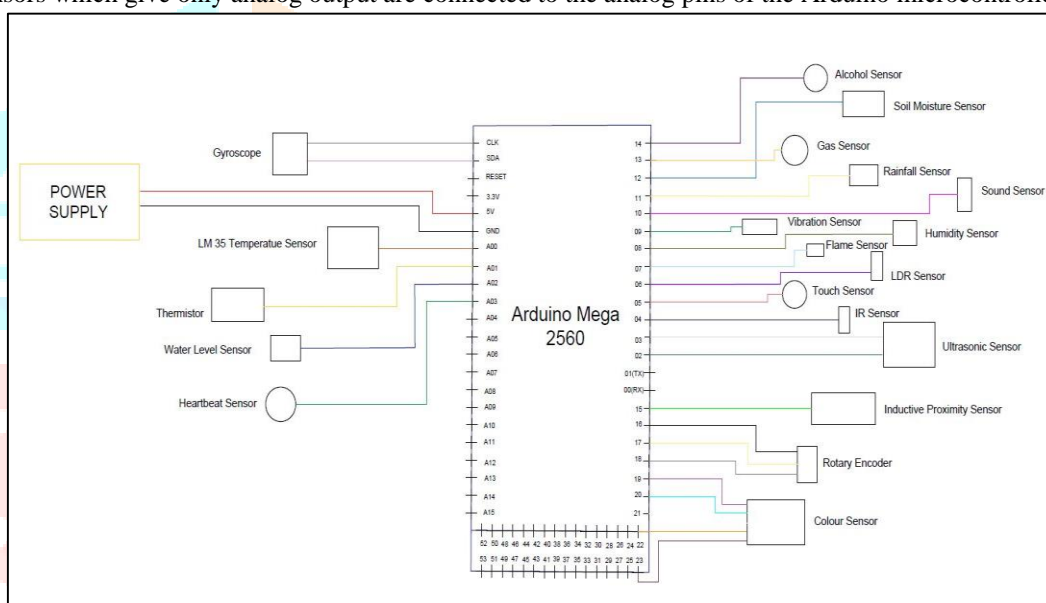 sors which give only analog output are connected to the analog pins of the Arduino microcontroll
POWER
SUPPLY
Gyroscope
LM 35 Temperatue Sensor
Thermistor
Water Level Sensor
Heartbeat Sensor
CLK
SDA
RESET
3.3V
5V
GND
A00
A01
A02
A03
A04
A05
A06
A07
A08
A09
A10
A11
A12
A13
A14
A15
Arduino Mega
2560
14
13
12
11
10
09
08
07
06
05
04
03
02
01(TX)
00(RX)
15
16
17
18
19
20
21
52 50 48 46 44 42 40 38 36 34 32 30 28 26 24 22
53 51 49 47 45 43 41 39 37 35 33 31 29 27 25 23
Alcohol Sensor
Soil Moisture Sensor
Gas Sensor
Rainfall Sensor
Sound Sensor
Vibration Sensor
Humidity Sensor
Flame Sensor
LDR Sensor
Touch Sensor
IR Sensor
Ultrasonic Sensor
Inductive Proximity Sensor
Rotary Encoder
Colour Sensor